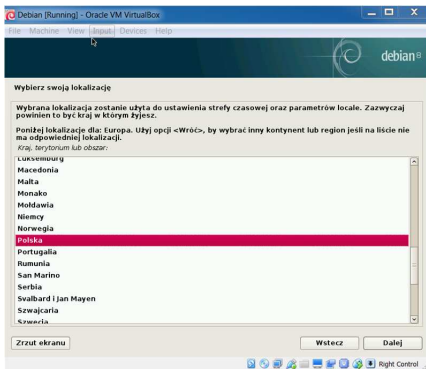 Debian [Running] - Oracle VM VirtualBox
File Machine View Input Devices Help
debian 8
Wybierz swoją lokalizację
Wybrana lokalizacja zostanie użyta do ustawienia strefy czasowej oraz parametrów locale. Zazwyczaj
powinien to być kraj w którym żyjesz.
Poniżej lokalizacje dla: Europa. Użyj opcji <Wróć>, by wybrać inny kontynent lub region jeśli na liście nie
ma odpowiedniej lokalizacji.
Kraj, terytorium lub obszar:
Luksemburg
Macedonia
Malta
Monako
Mołdawia
Niemcy
Norwegia
Polska
Portugalia
Rumunia
San Marino
Serbia
Svalbard i Jan Mayen
Szwajcaria
Szwecja
Zrzut ekranu
Wstecz
Dalej
Right Control